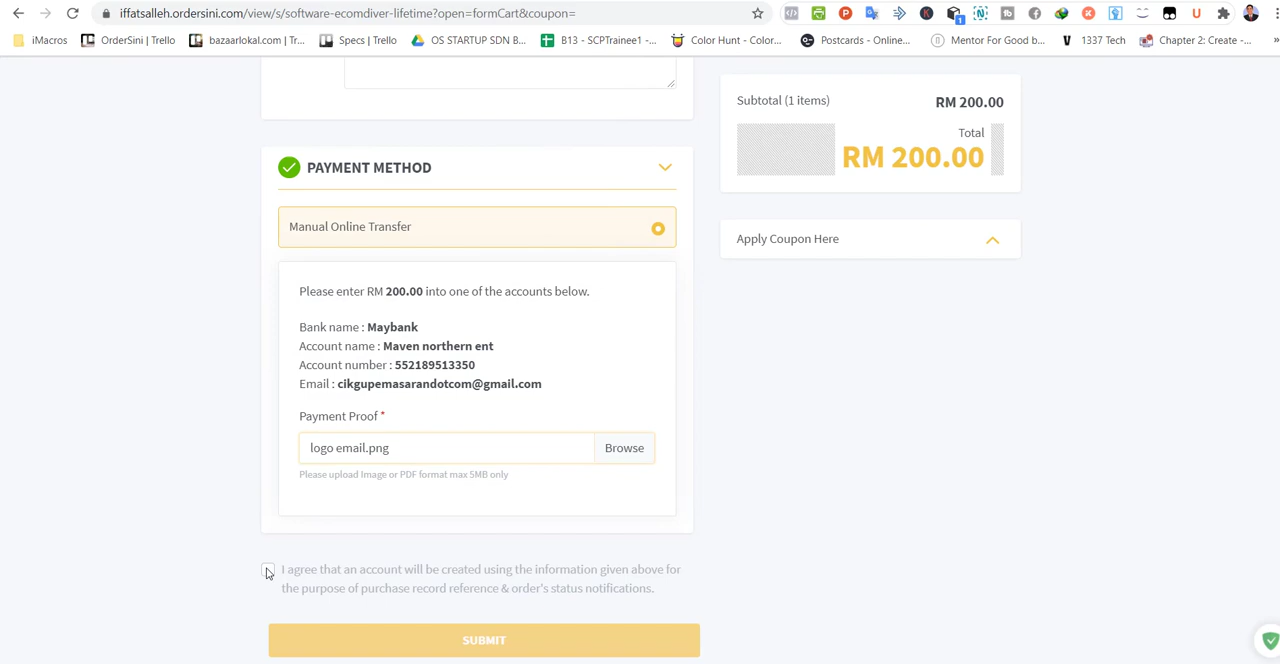 iffatsalleh.ordersini.com/view/s/software-ecomdiver-lifetime?open=formCart&coupon=
iMacros OrderSini | Trello bazaarlokal.com | Tr... Specs | Trello OS STARTUP SDN B... B13 - SCPTrainee1 -... Color Hunt - Color... Postcards - Online... Mentor For Good b... 1337 Tech Chapter 2: Create -... »
Subtotal (1 items) RM 200.00
Total
RM 200.00
PAYMENT METHOD
Manual Online Transfer
Apply Coupon Here
Please enter RM 200.00 into one of the accounts below.
Bank name : Maybank
Account name : Maven northern ent
Account number : 552189513350
Email : cikgupemasarandotcom@gmail.com
Payment Proof *
logo email.png Browse
Please upload Image or PDF format max 5MB only
I agree that an account will be created using the information given above for
the purpose of purchase record reference & order's status notifications.
SUBMIT